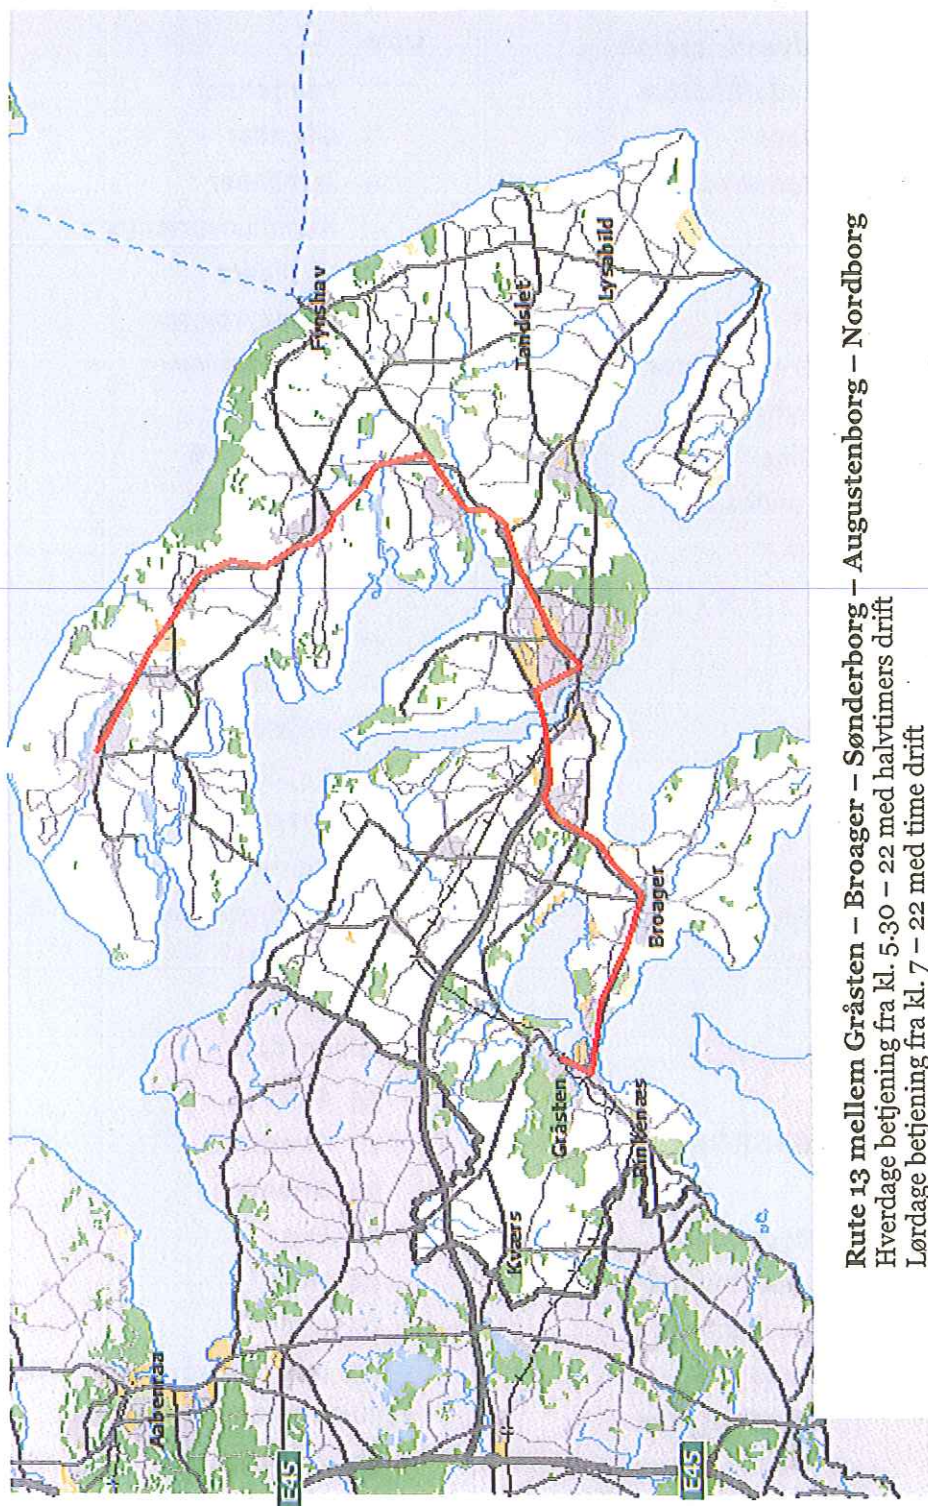 Aabenraa
E45
E45
Kværs
Gråsten
Rinkenæs
Broager
Fynshav
Tandslet
Lysabild
Rute 13 mellem Gråsten – Broager – Sønderborg – Augustenborg – Nordborg
Hverdage betjening fra kl. 5.30 – 22 med halvtimers drift
Lørdage betjening fra kl. 7 – 22 med time drift